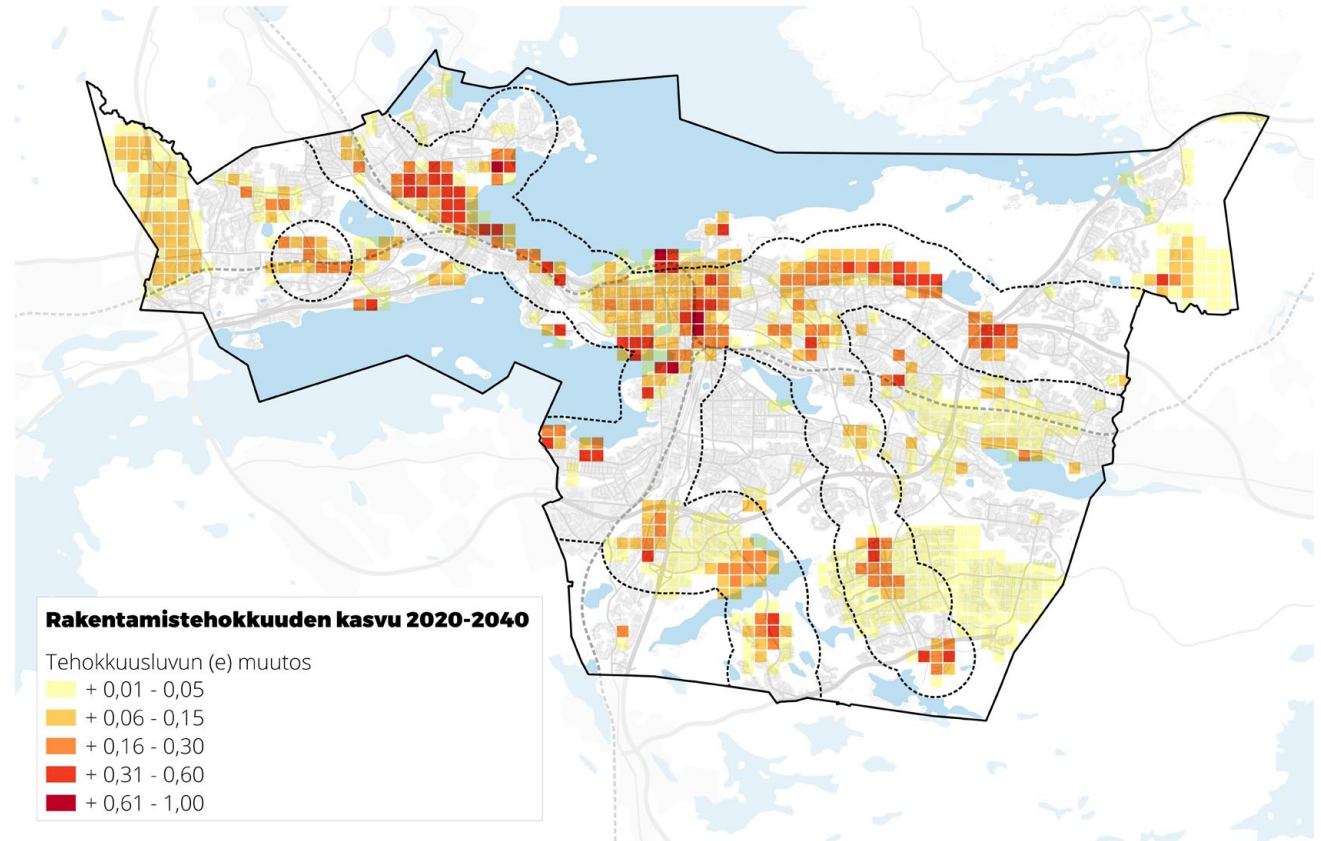 Rakentamistehokkuuden kasvu 2020-2040
Tehokkuusluvun (e) muutos
+ 0,01 - 0,05
+ 0,06 - 0,15
+ 0,16 - 0,30
+ 0,31 - 0,60
+ 0,61 - 1,00